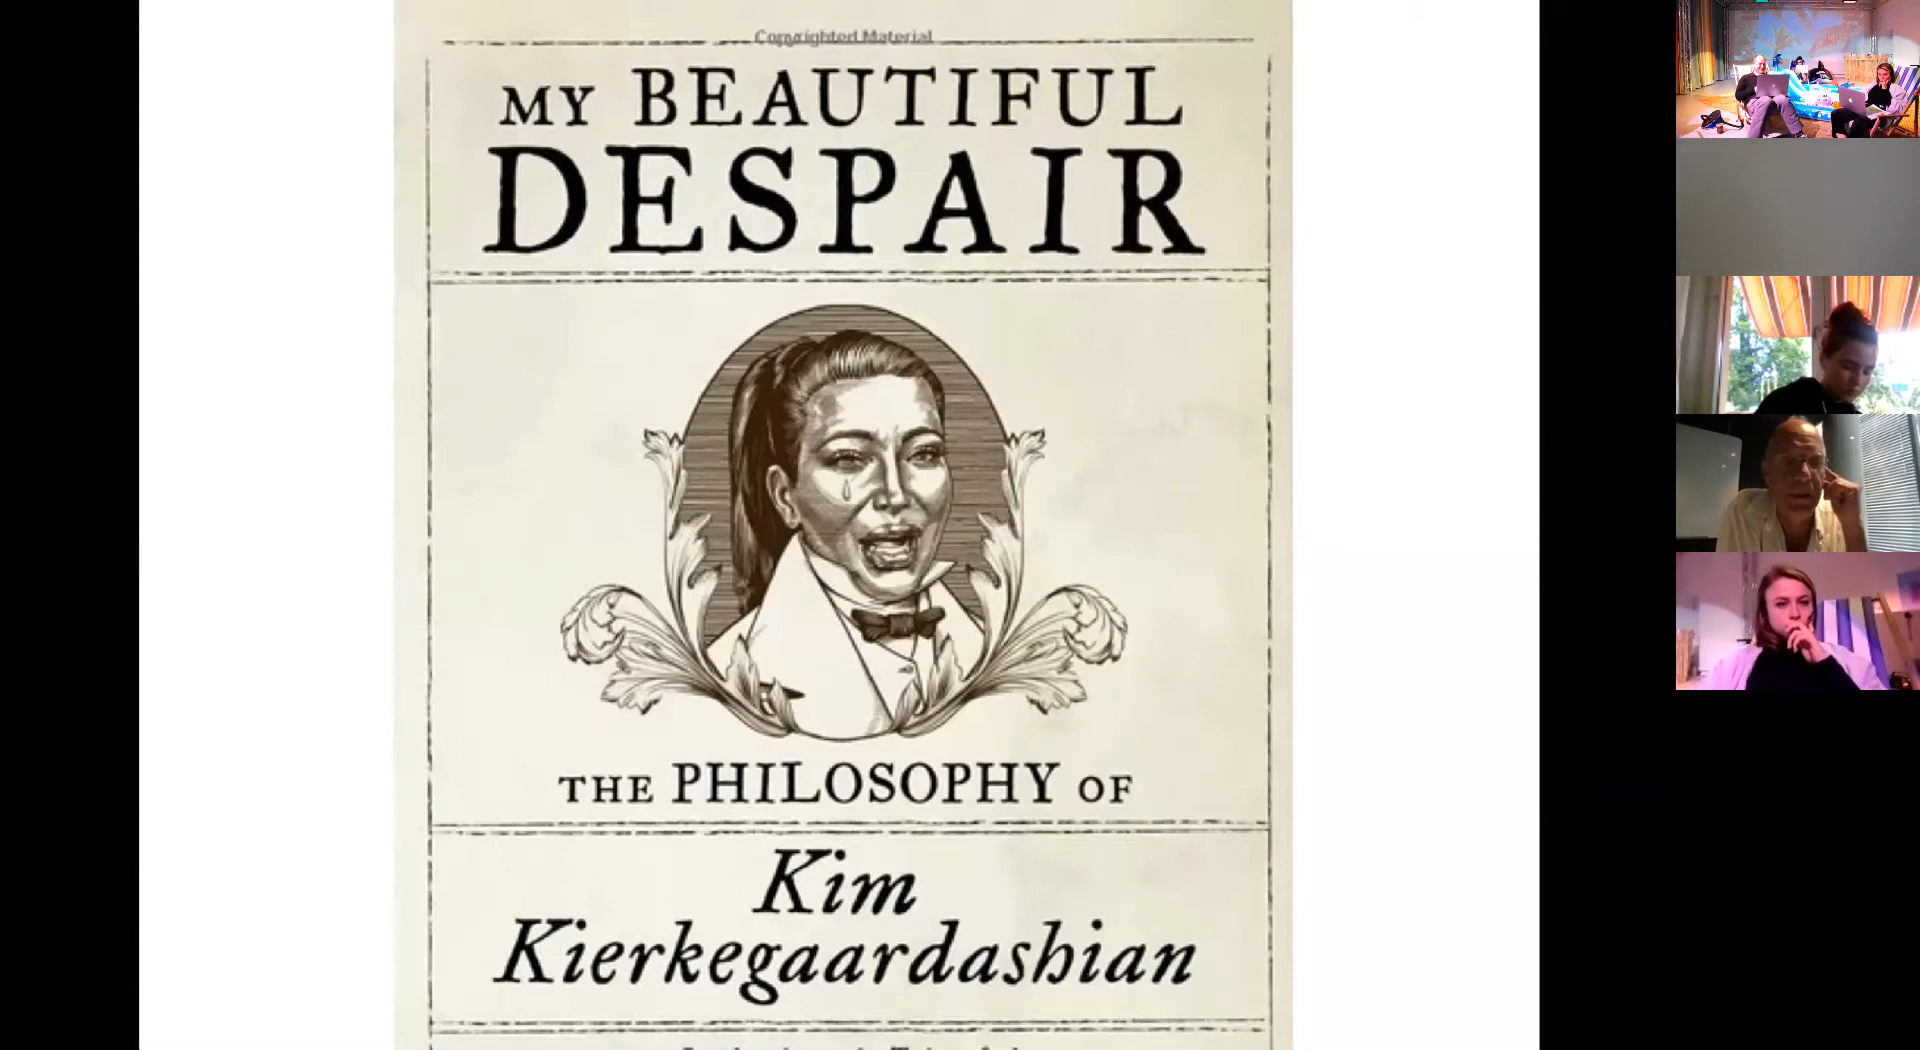 Copyrighted Material
MY BEAUTIFUL
DESPAIR
THE PHILOSOPHY OF
Kim
Kierkegaardashian